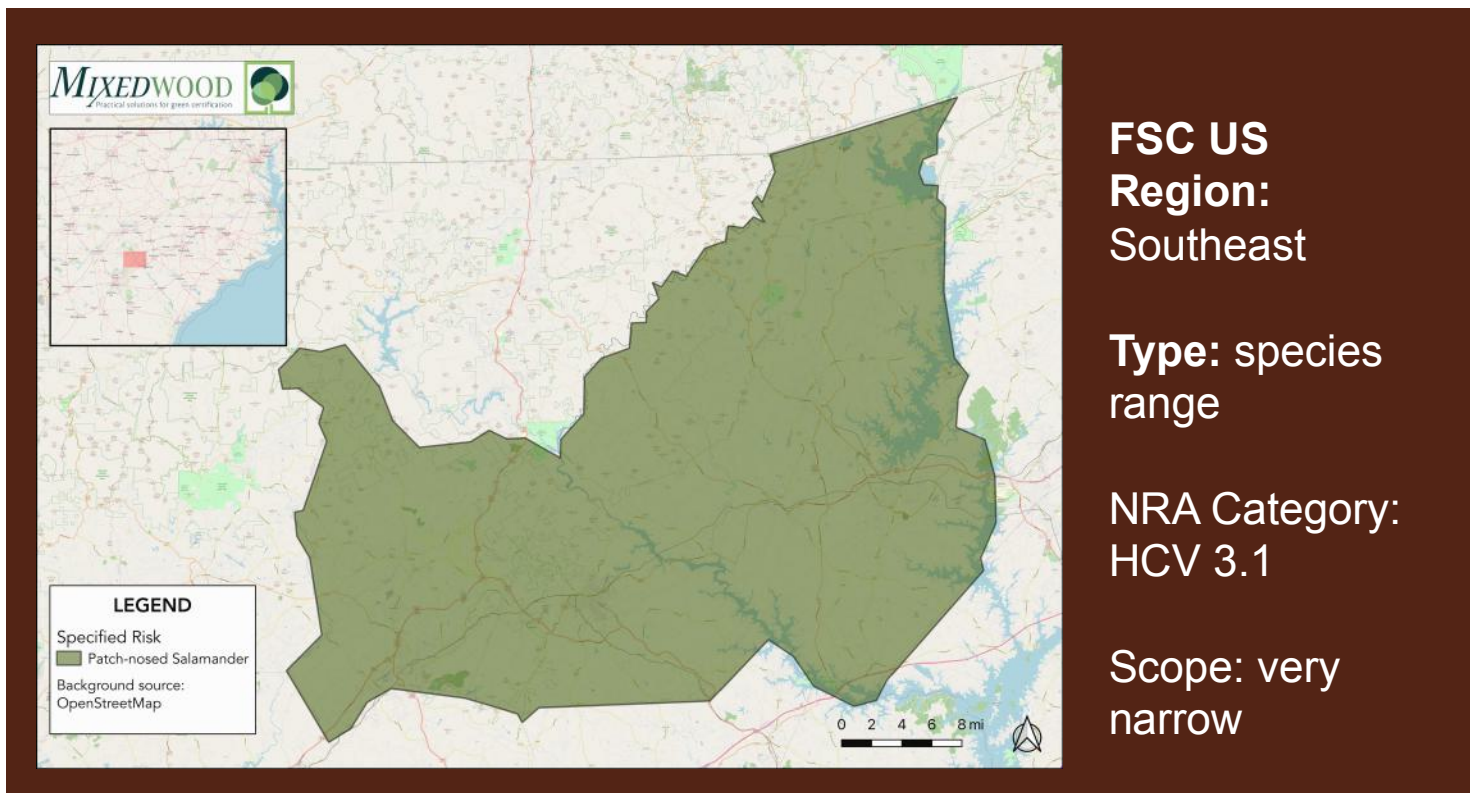 MIXEDWOOD
Practical solutions for green certification
LEGEND
Specified Risk
Patch-nosed Salamander
Background source:
OpenStreetMap
0 2 4 6 8 mi
FSC US
Region:
Southeast
Type: species
range
NRA Category:
HCV 3.1
Scope: very
narrow